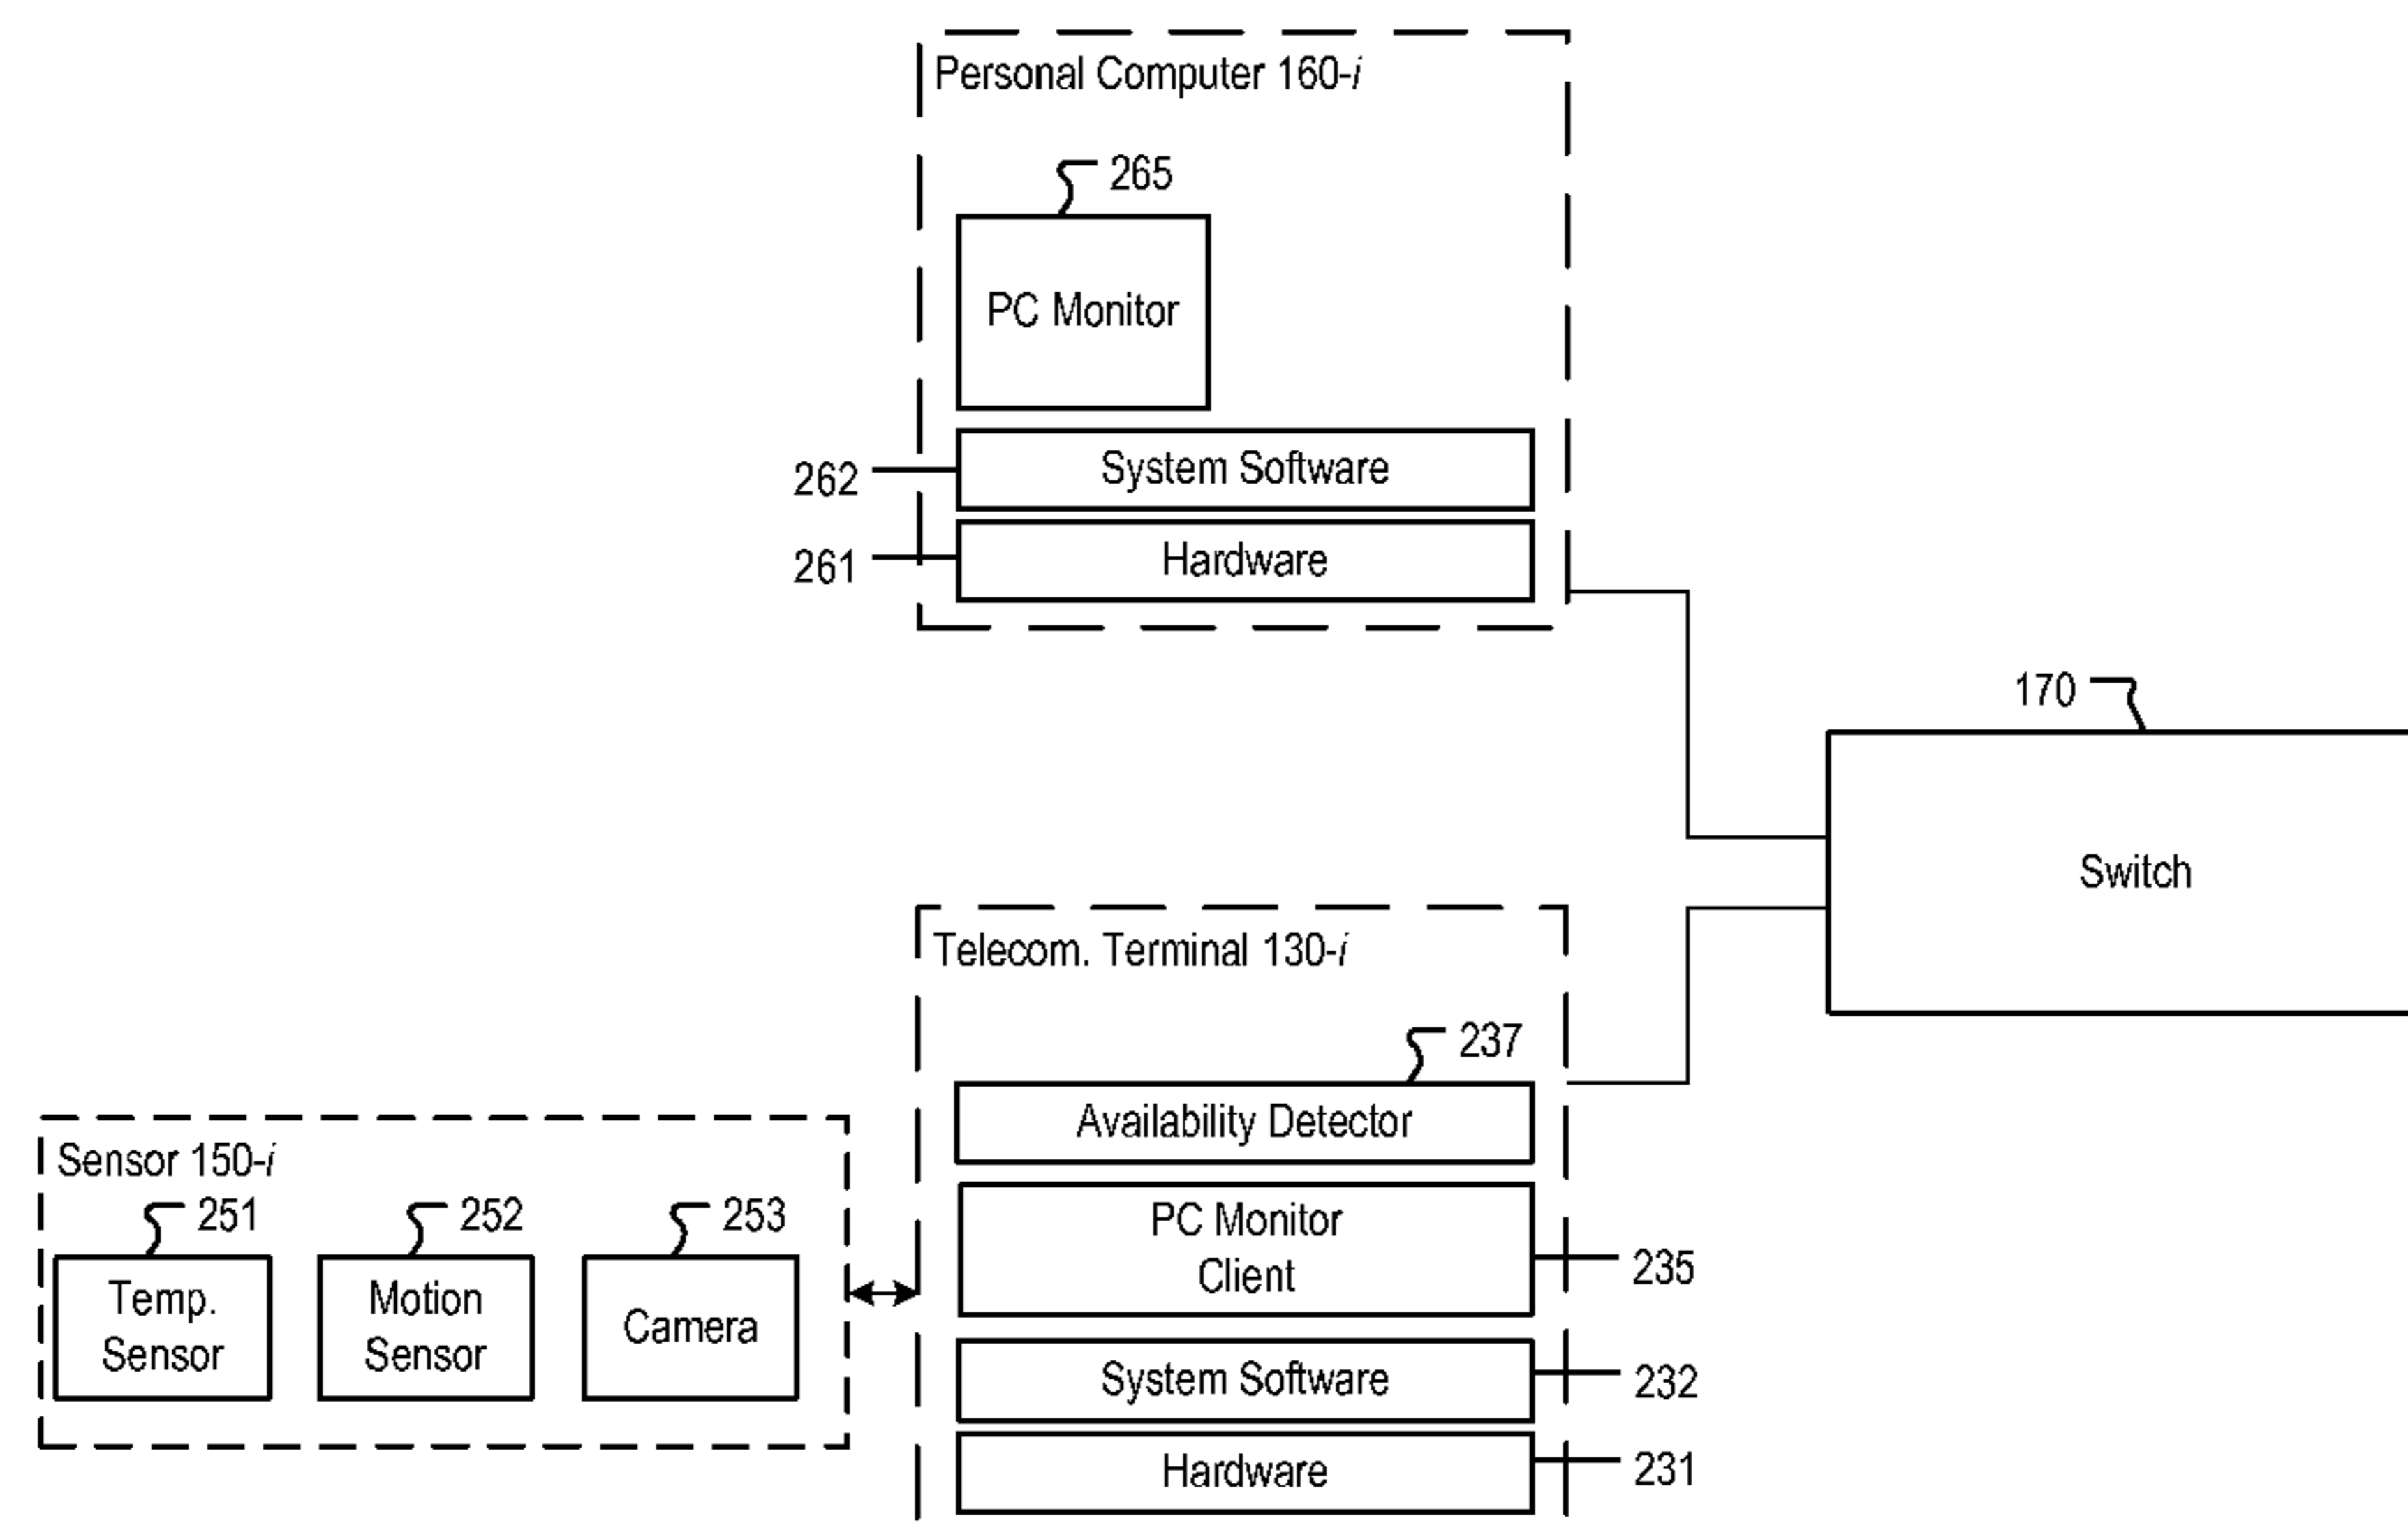 Personal Computer 160-i
265
PC Monitor
262
System Software
261
Hardware
170
Switch
Telecom. Terminal 130-i
237
Availability Detector
Sensor 150-i
251
252
253
Temp.
Sensor
Motion
Sensor
Camera
PC Monitor
Client
235
System Software
232
Hardware
231